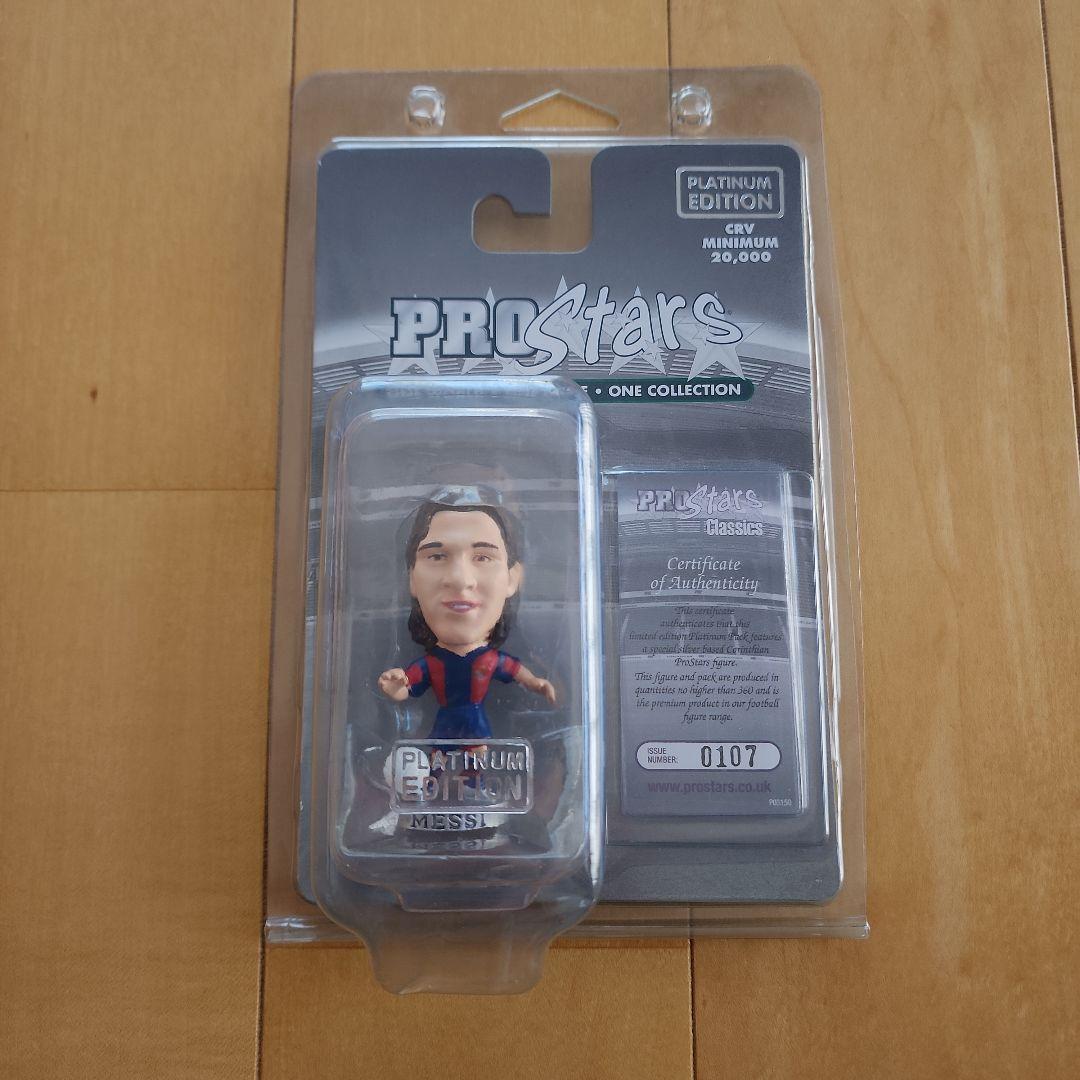 PLATINUM
EDITION
CRV
MINIMUM
20,000
PROStars
• ONE COLLECTION
PROStars
Classics
Certificate
of Authenticity
This certificate
authenticates that this
limited edition Platinum Pack features
a special silver based Corinthian
ProStars figure.
This figure and pack are produced in
quantities no higher than 360 and is
the premium product in our football
figure range.
ISSUE
NUMBER: 0107
www.prostars.co.uk
PLATINUM
EDITION
MESSI